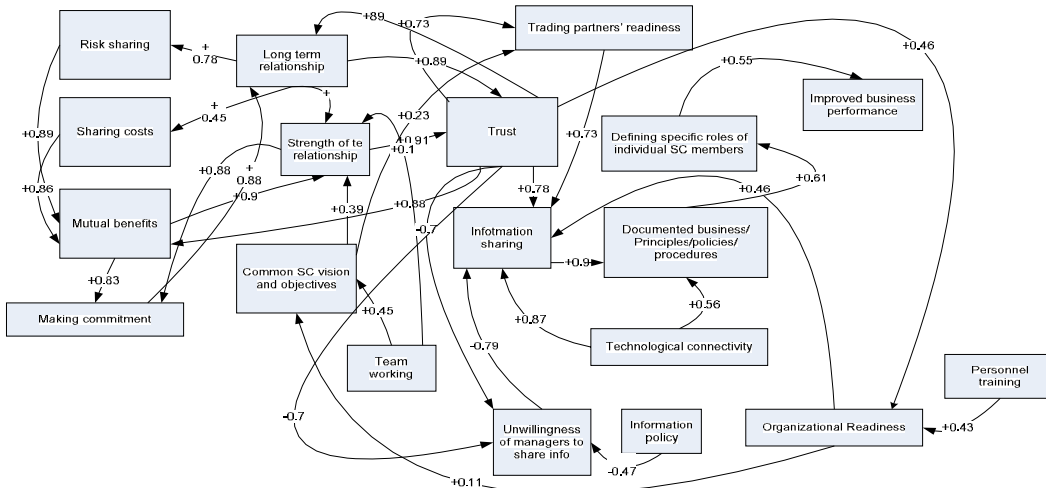 +89
+0.73
Trading partners' readiness
Risk sharing
+
0.78
Long term
relationship
+0.89
+0.46
+0.55
Improved business
performance
Sharing costs
+
0.45
+
+0.23
Strength of te
relationship
+0.91
+0.1
Trust
+0.73
Defining specific roles of
individual SC members
+0.89
+0.86
+0.88
+
0.88
+0.9
+0.39
+0.88
+0.78
+0.46
+0.61
Mutual benefits
-0.7
Infotmation
sharing
Documented business/
Principles/policies/
procedures
+0.9
+0.83
Common SC vision
and objectives
+0.45
+0.87
+0.56
Making commitment
-0.79
Technological connectivity
Team
working
Personnel
training
-0.7
Unwillingness
of managers to
share info
Information
policy
Organizational Readiness
+0.43
-0.47
+0.11